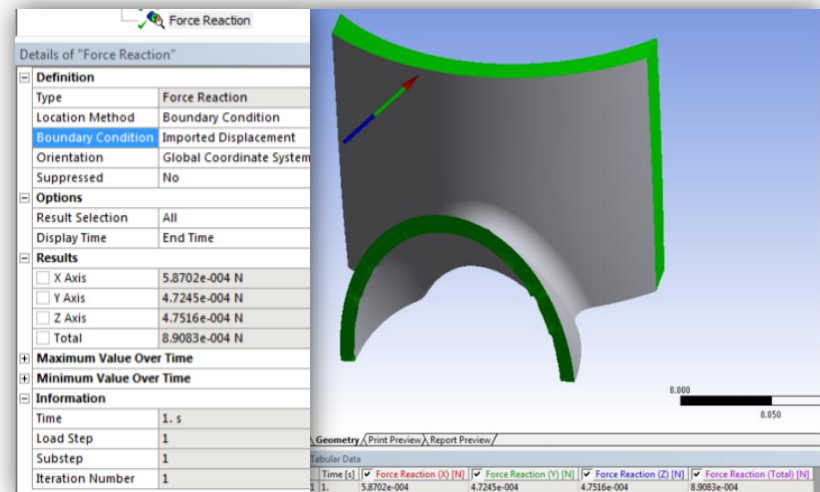 Force Reaction
Details of "Force Reaction"
Definition
Type Force Reaction
Location Method Boundary Condition
Boundary Condition Imported Displacement
Orientation Global Coordinate System
Suppressed No
Options
Result Selection All
Display Time End Time
Results
X Axis 5.8702e-004 N
Y Axis 4.7245e-004 N
Z Axis 4.7516e-004 N
Total 8.9083e-004 N
Maximum Value Over Time
Minimum Value Over Time
Information
Time 1. s
Load Step 1
Substep 1
Iteration Number 1
0.000
0.050
Geometry Print Preview Report Preview
Tabular Data
Time [s] Force Reaction (X) [N] Force Reaction (Y) [N] Force Reaction (Z) [N] Force Reaction (Total) [N]
1 1. 5.8702e-004 4.7245e-004 4.7516e-004 8.9083e-004